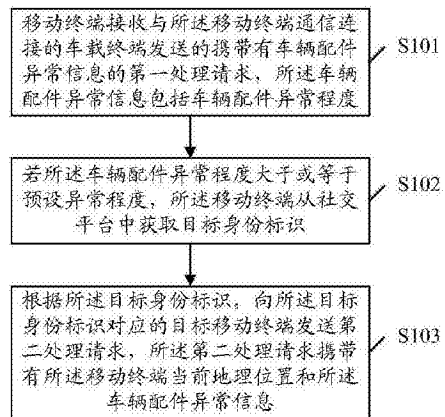 移动终端接收与所述移动终端通信连
接的车载终端发送的携带有车辆配件
异常信息的第一处理请求，所述车辆
配件异常信息包括车辆配件异常程度
S101
若所述车辆配件异常程度大于或等于
预设异常程度，所述移动终端从社交
平台中获取目标身份标识
S102
根据所述目标身份标识，向所述目标
身份标识对应的目标移动终端发送第
二处理请求，所述第二处理请求携带
有所述移动终端当前地理位置和所述
车辆配件异常信息
S103